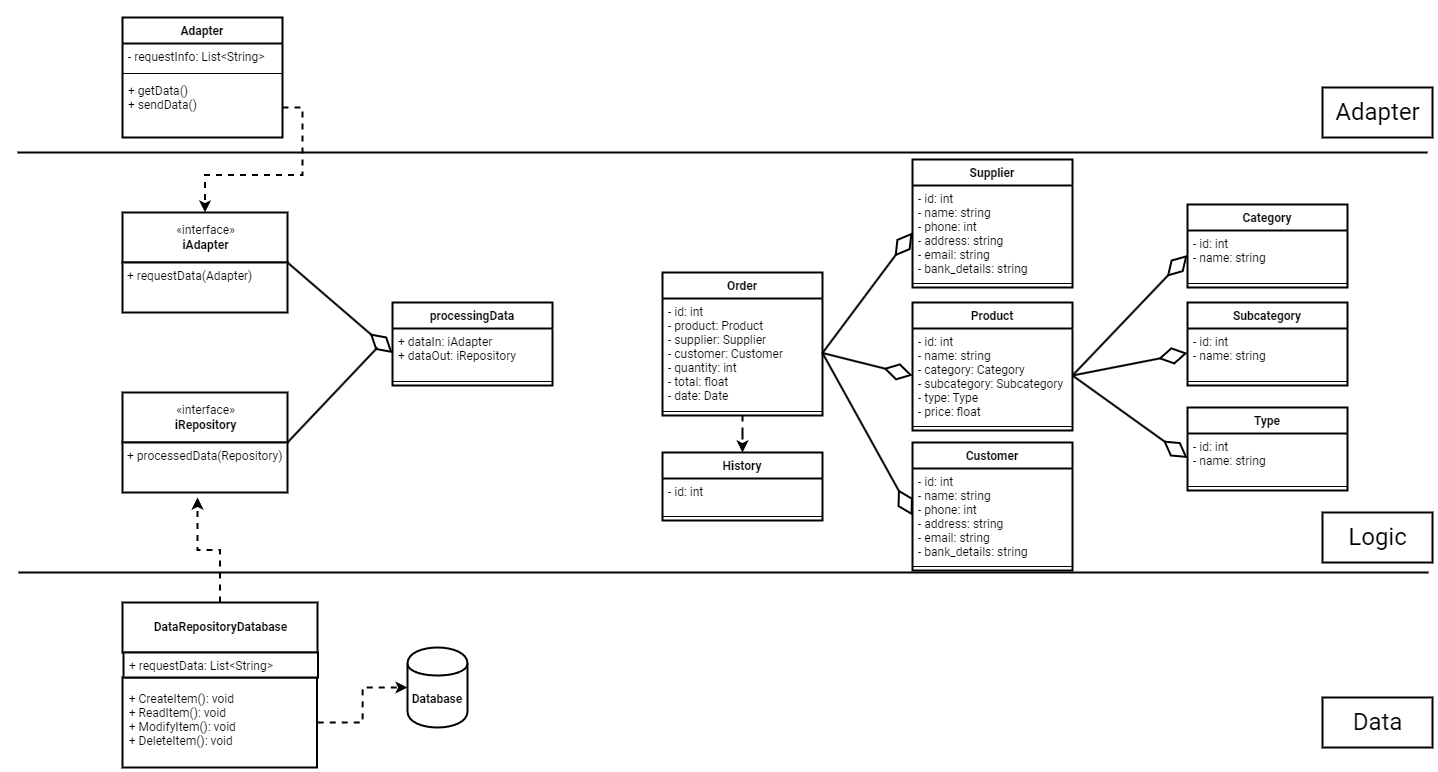 Adapter
- requestInfo: List<String>
+ getData()
+ sendData()
Adapter
«interface»
iAdapter
+ requestData(Adapter)
processingData
+ dataIn: iAdapter
+ dataOut: iRepository
«interface»
iRepository
+ processedData(Repository)
Order
- id: int
- product: Product
- supplier: Supplier
- customer: Customer
- quantity: int
- total: float
- date: Date
History
- id: int
Supplier
- id: int
- name: string
- phone: int
- address: string
- email: string
- bank_details: string
Product
- id: int
- name: string
- category: Category
- subcategory: Subcategory
- type: Type
- price: float
Customer
- id: int
- name: string
- phone: int
- address: string
- email: string
- bank_details: string
Category
- id: int
- name: string
Subcategory
- id: int
- name: string
Type
- id: int
- name: string
Logic
DataRepositoryDatabase
+ requestData: List<String>
+ CreateItem(): void
+ ReadItem(): void
+ ModifyItem(): void
+ DeleteItem(): void
Database
Data